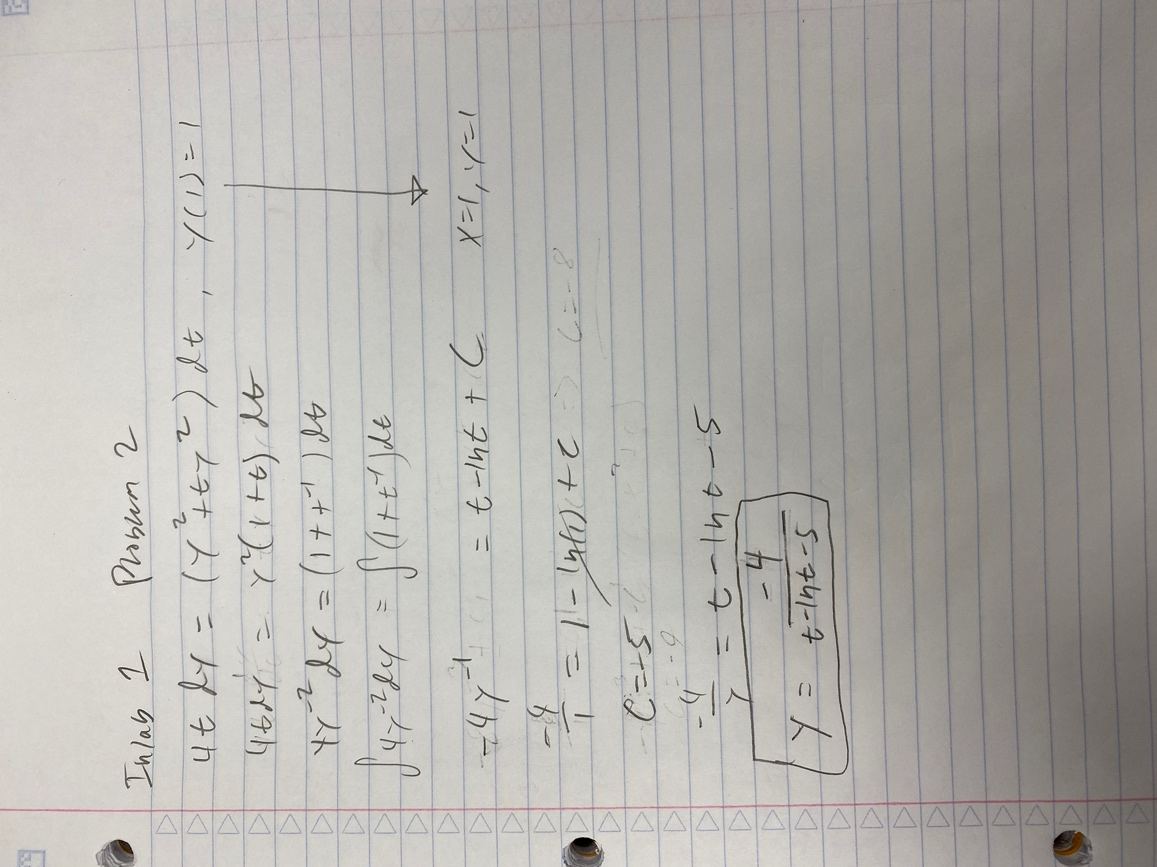 Inlab 1 Problem 2
4t dy = (y² + ty²) dt, y(1) = 1
4t dy = y²(1+t) dt
4y⁻² dy = (1+t⁻¹) dt
∫4y⁻² dy = ∫(1+t⁻¹) dt
-4y⁻¹ = t - ln t + C x=1, y=1
-4/1 = 1 - ln(1) + C => C = -8
C = -5
-4/y = t - ln t - 5
y = -4/(t - ln t - 5)